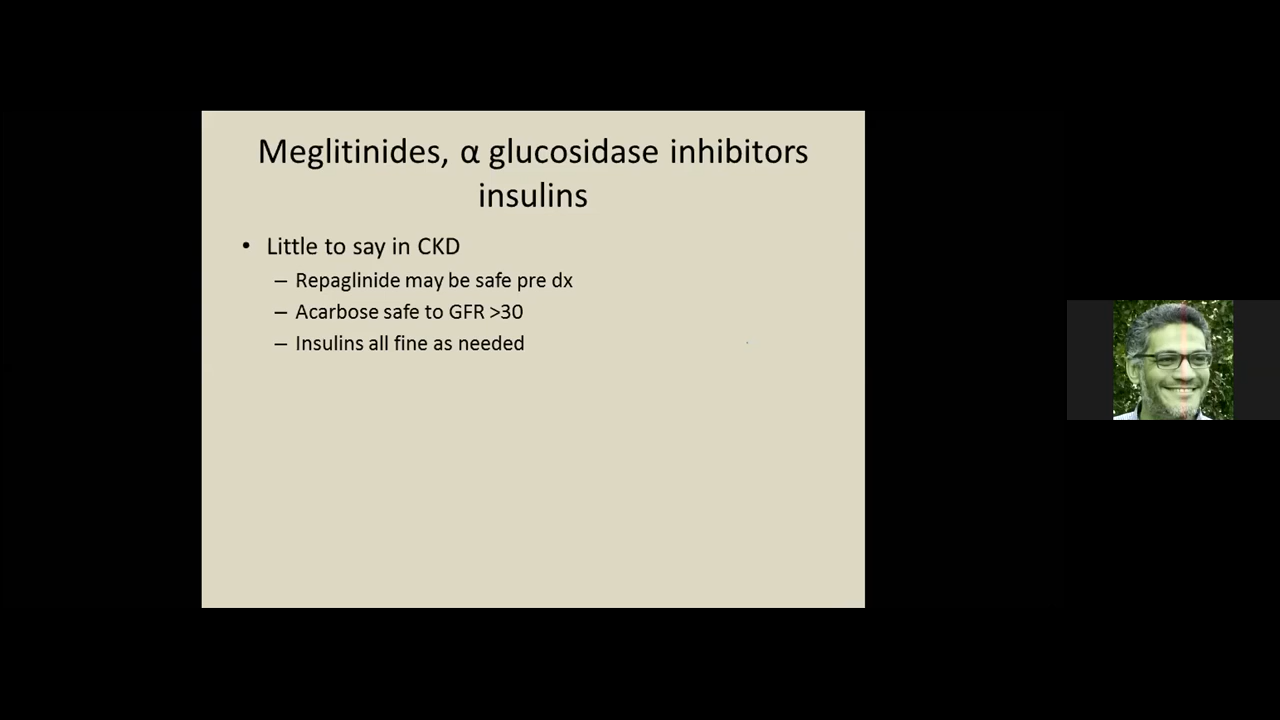 Meglitinides, α glucosidase inhibitors
insulins
• Little to say in CKD
– Repaglinide may be safe pre dx
– Acarbose safe to GFR >30
– Insulins all fine as needed